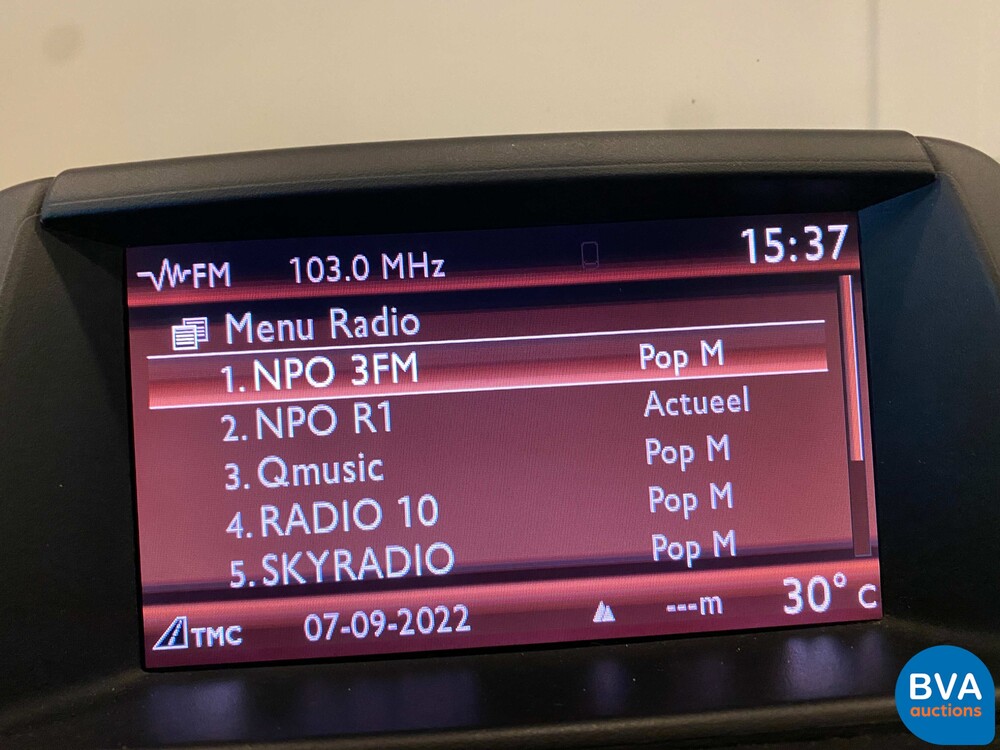 FM 103.0 MHz 15:37
Menu Radio
1. NPO 3FM Pop M
2. NPO R1 Actueel
3. Qmusic Pop M
4. RADIO 10 Pop M
5. SKYRADIO Pop M
TMC 07-09-2022 ---m 30° C
BVA
auctions